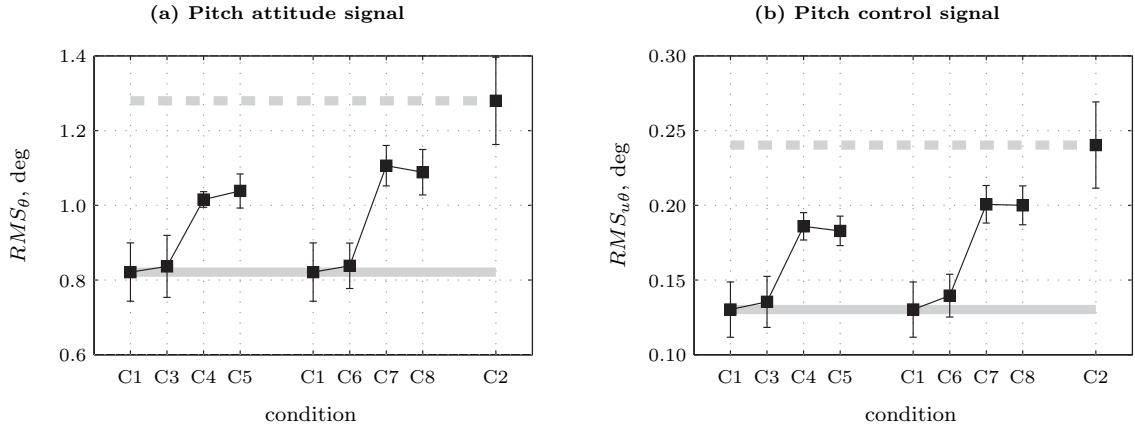 (a) Pitch attitude signal
1.4
1.2
1.0
0.8
0.6
RMSθ, deg
C1 C3 C4 C5 C1 C6 C7 C8 C2
condition
(b) Pitch control signal
0.30
0.25
0.20
0.15
0.10
RMSuθ, deg
C1 C3 C4 C5 C1 C6 C7 C8 C2
condition